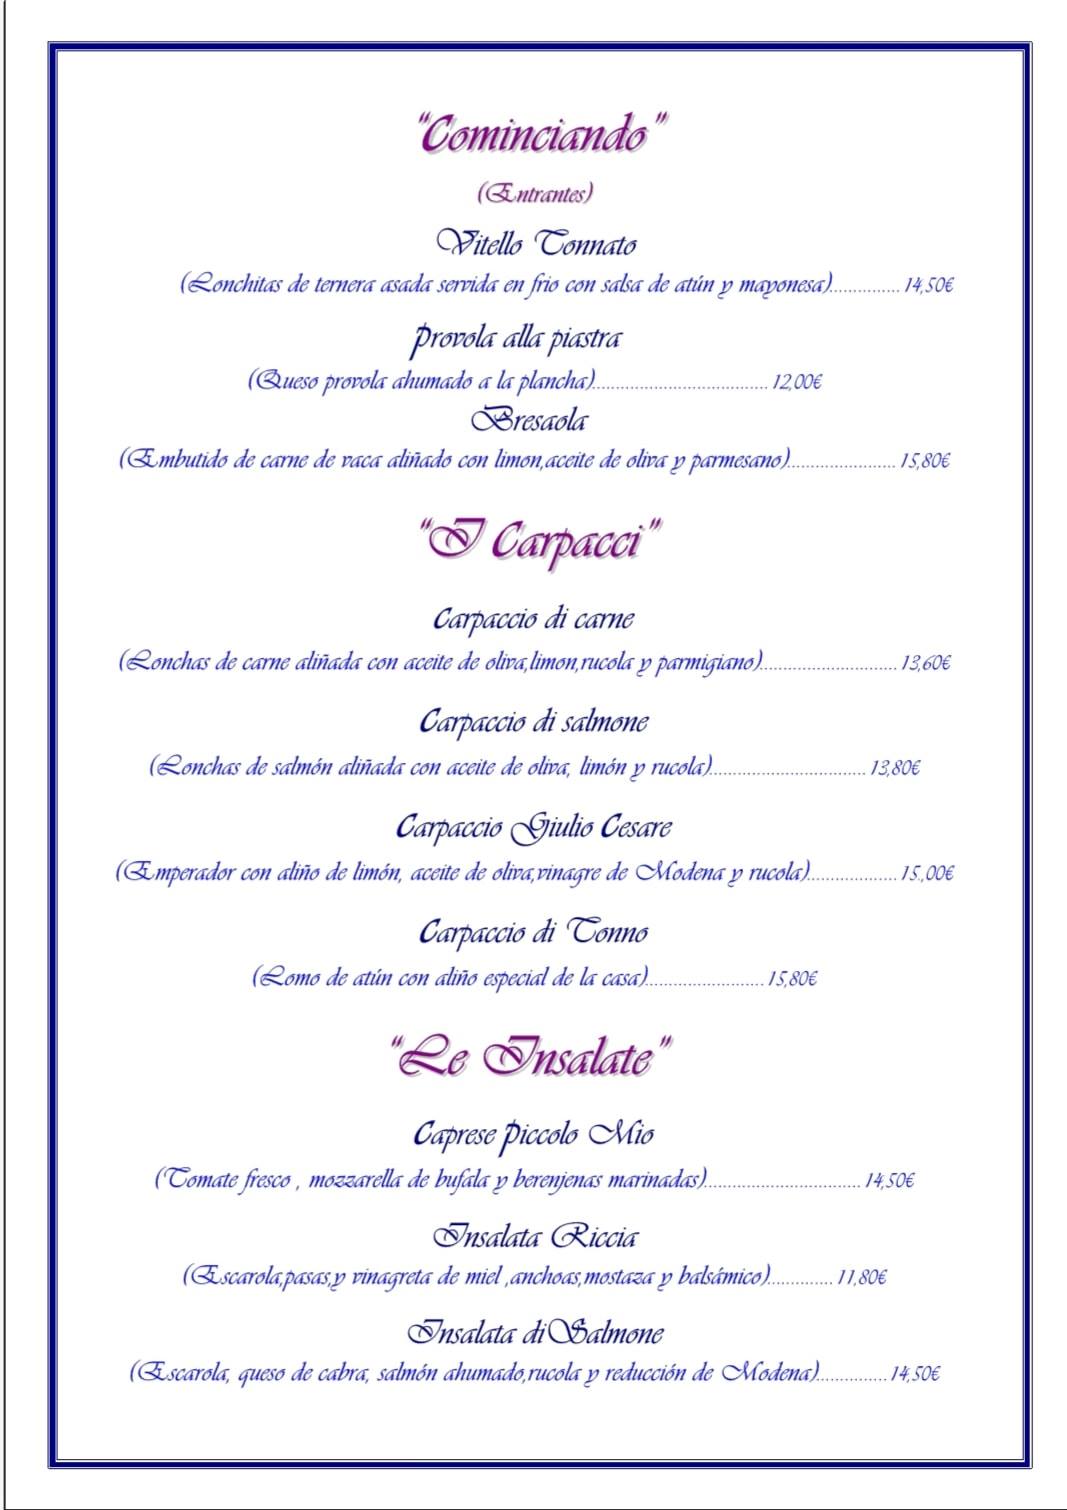 "Cominciando"
(Entrantes)
Vitello Tonnato
(Lonchitas de ternera asada servida en frio con salsa de atún y mayonesa)............... 14,50€
Provola alla piastra
(Queso provola ahumado a la plancha)..................................... 12,00€
Bresaola
(Embutido de carne de vaca aliñado con limon,aceite de oliva y parmesano)....................... 15,80€
"I Carpacci"
Carpaccio di carne
(Lonchas de carne aliñada con aceite de oliva,limon,rucola y parmigiano)............................. 13,60€
Carpaccio di salmone
(Lonchas de salmón aliñada con aceite de oliva, limón y rucola)................................. 13,80€
Carpaccio Giulio Cesare
(Emperador con aliño de limón, aceite de oliva,vinagre de Modena y rucola)................... 15,00€
Carpaccio di Tonno
(Lomo de atún con aliño especial de la casa)......................... 15,80€
"Le Insalate"
Caprese Piccolo Mio
(Tomate fresco , mozzarella de bufala y berenjenas marinadas)................................. 14,50€
Insalata Riccia
(Escarola,pasas,y vinagreta de miel ,anchoas,mostaza y balsámico)............. 11,80€
Insalata di Salmone
(Escarola, queso de cabra, salmón ahumado,rucola y reducción de Modena)............... 14,50€